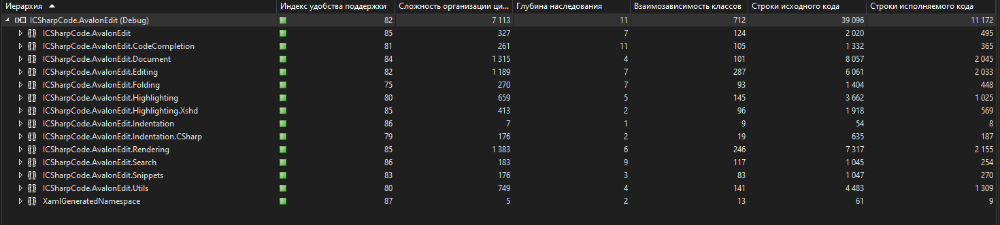 Иерархия Индекс удобства поддержки Сложность организации ци... Глубина наследования Взаимозависимость классов Строки исходного кода Строки исполняемого кода
ICSharpCode.AvalonEdit (Debug) 82 7 113 11 712 39 096 11 172
ICSharpCode.AvalonEdit 85 327 7 124 2 020 495
ICSharpCode.AvalonEdit.CodeCompletion 81 261 11 105 1 332 365
ICSharpCode.AvalonEdit.Document 84 1 315 4 101 8 057 2 045
ICSharpCode.AvalonEdit.Editing 82 1 189 7 287 6 061 2 033
ICSharpCode.AvalonEdit.Folding 75 270 7 93 1 404 448
ICSharpCode.AvalonEdit.Highlighting 80 659 5 145 3 662 1 025
ICSharpCode.AvalonEdit.Highlighting.Xshd 85 413 2 96 1 918 569
ICSharpCode.AvalonEdit.Indentation 86 7 1 9 54 8
ICSharpCode.AvalonEdit.Indentation.CSharp 79 176 2 19 635 187
ICSharpCode.AvalonEdit.Rendering 85 1 383 6 246 7 317 2 155
ICSharpCode.AvalonEdit.Search 86 183 9 117 1 045 254
ICSharpCode.AvalonEdit.Snippets 83 176 3 83 1 047 270
ICSharpCode.AvalonEdit.Utils 80 749 4 141 4 483 1 309
XamlGeneratedNamespace 87 5 2 13 61 9